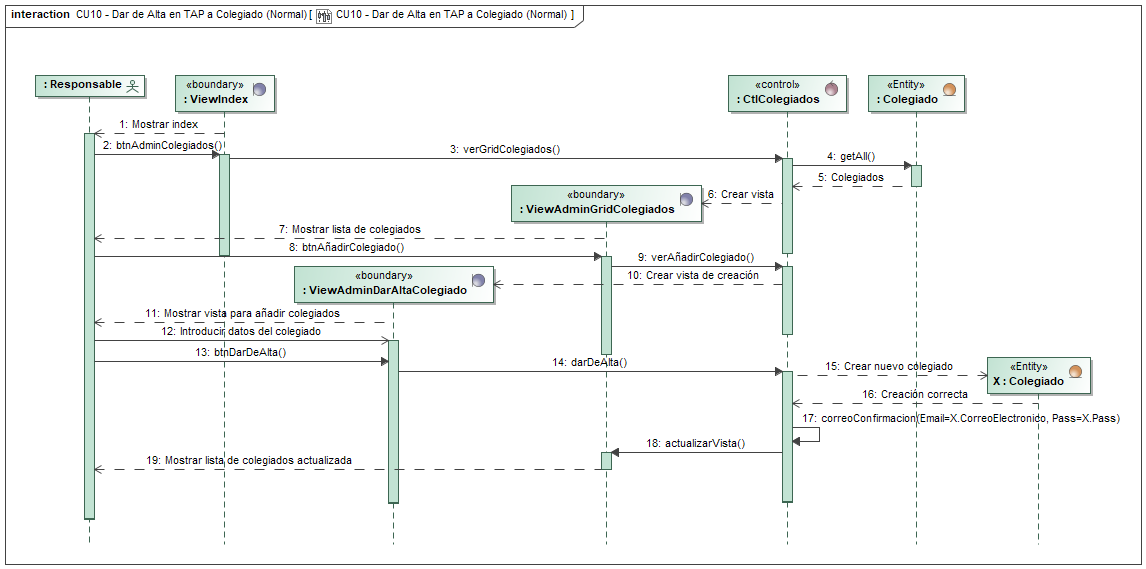 interaction CU10 - Dar de Alta en TAP a Colegiado (Normal) [ CU10 - Dar de Alta en TAP a Colegiado (Normal) ]
: Responsable
«boundary»
: ViewIndex
«control»
: CtlColegiados
«Entity»
: Colegiado
1: Mostrar index
2: btnAdminColegiados()
3: verGridColegiados()
4: getAll()
5: Colegiados
6: Crear vista
«boundary»
: ViewAdminGridColegiados
7: Mostrar lista de colegiados
8: btnAñadirColegiado()
9: verAñadirColegiado()
10: Crear vista de creación
«boundary»
: ViewAdminDarAltaColegiado
11: Mostrar vista para añadir colegiados
12: Introducir datos del colegiado
13: btnDarDeAlta()
14: darDeAlta()
15: Crear nuevo colegiado
«Entity»
X : Colegiado
16: Creación correcta
17: correoConfirmacion(Email=X.CorreoElectronico, Pass=X.Pass)
18: actualizarVista()
19: Mostrar lista de colegiados actualizada